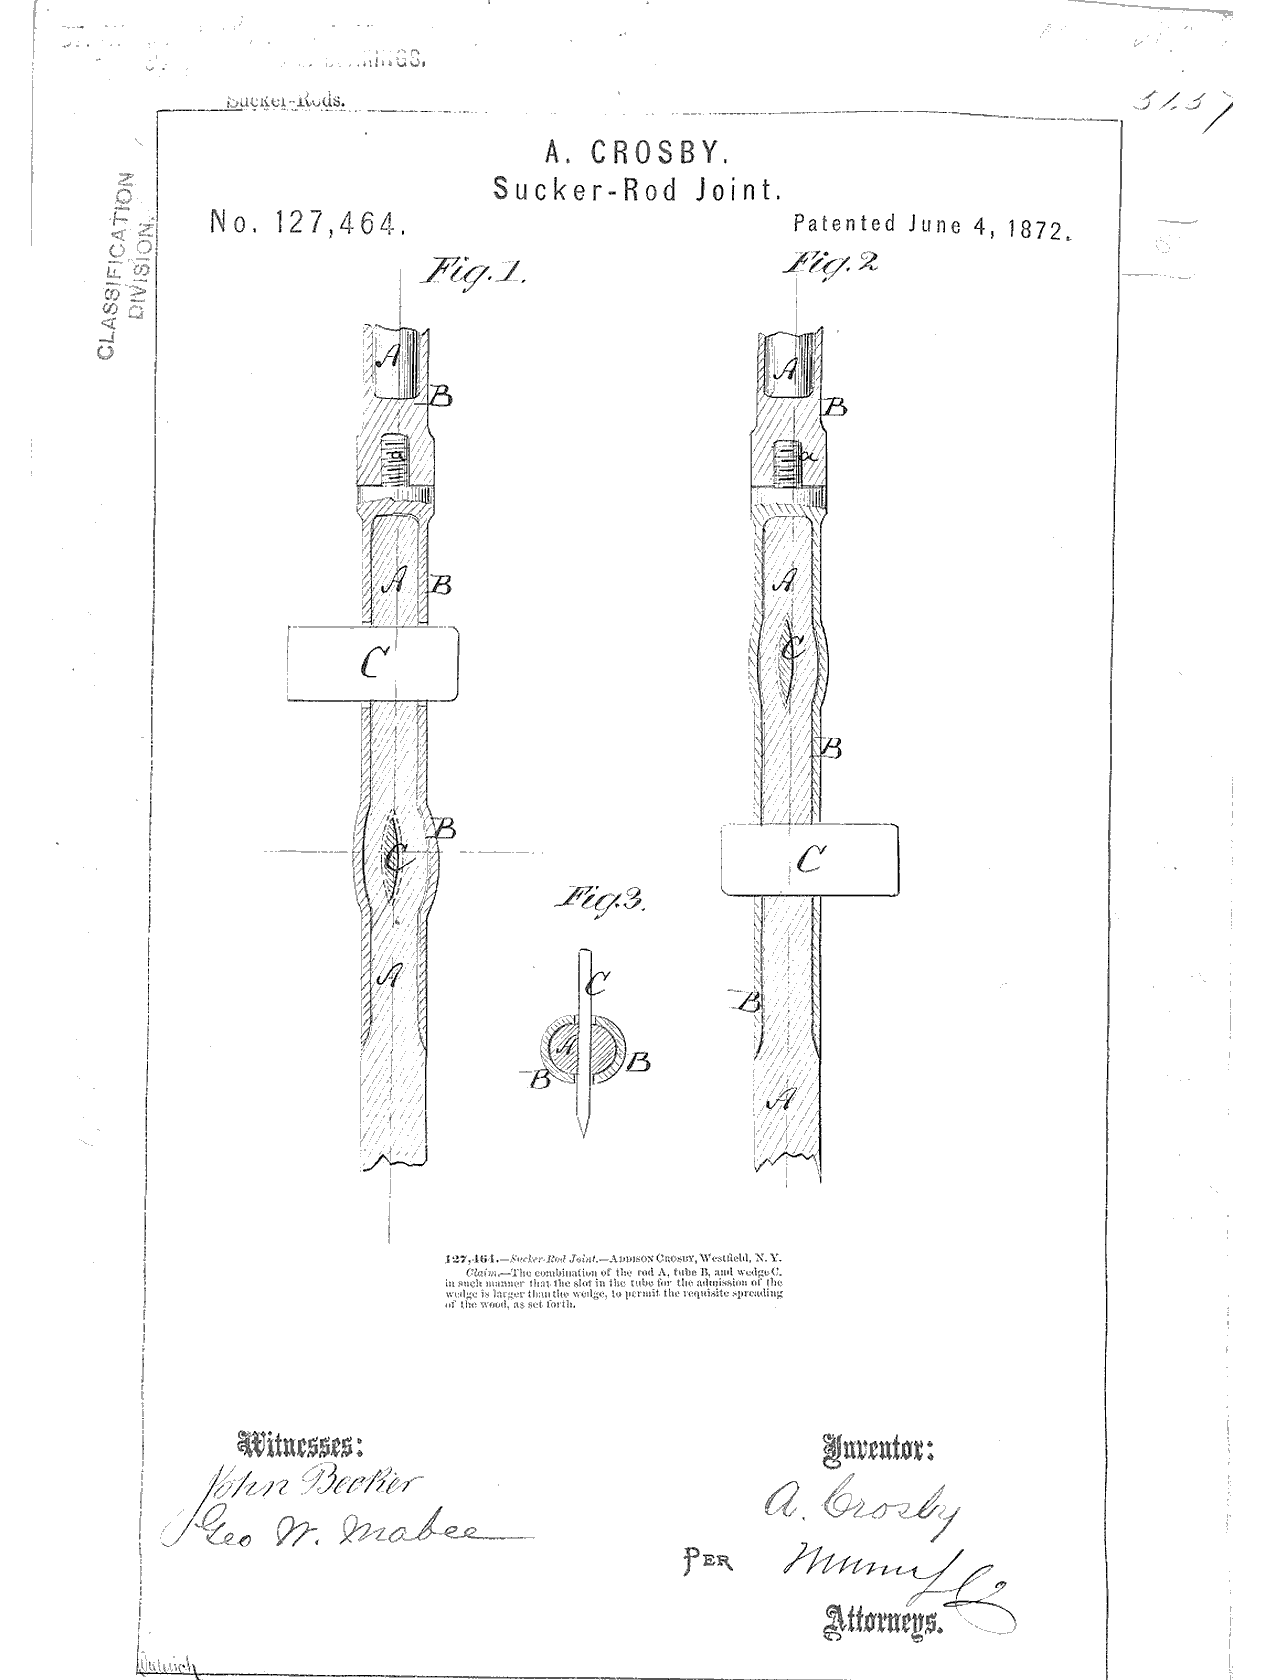 Sucker-Rods.
A. CROSBY.
Sucker-Rod Joint.
No. 127,464.
Patented June 4, 1872.
CLASSIFICATION
DIVISION.
Fig. 1.
Fig. 2
A
A
B
B
a
a
A
B
A
C
C
B
B
C
C
Fig. 3.
A
C
B
A
B
B
A
127,464.—Sucker-Rod Joint.—ADDISON CROSBY, Westfield, N. Y.
Claim.—The combination of the rod A, tube B, and wedge C,
in such manner that the slot in the tube for the admission of the
wedge is larger than the wedge, to permit the requisite spreading
of the wood, as set forth.
Witnesses:
John Becker
Geo W. Mabee
Inventor:
A. Crosby
PER
Munn & Co
Attorneys.